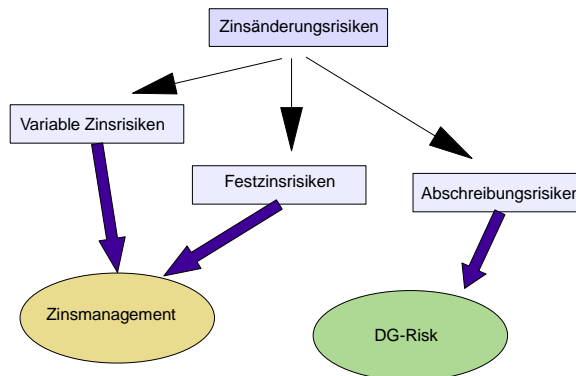 Zinsänderungsrisiken
Variable Zinsrisiken
Festzinsrisiken
Abschreibungsrisiken
Zinsmanagement
DG-Risk